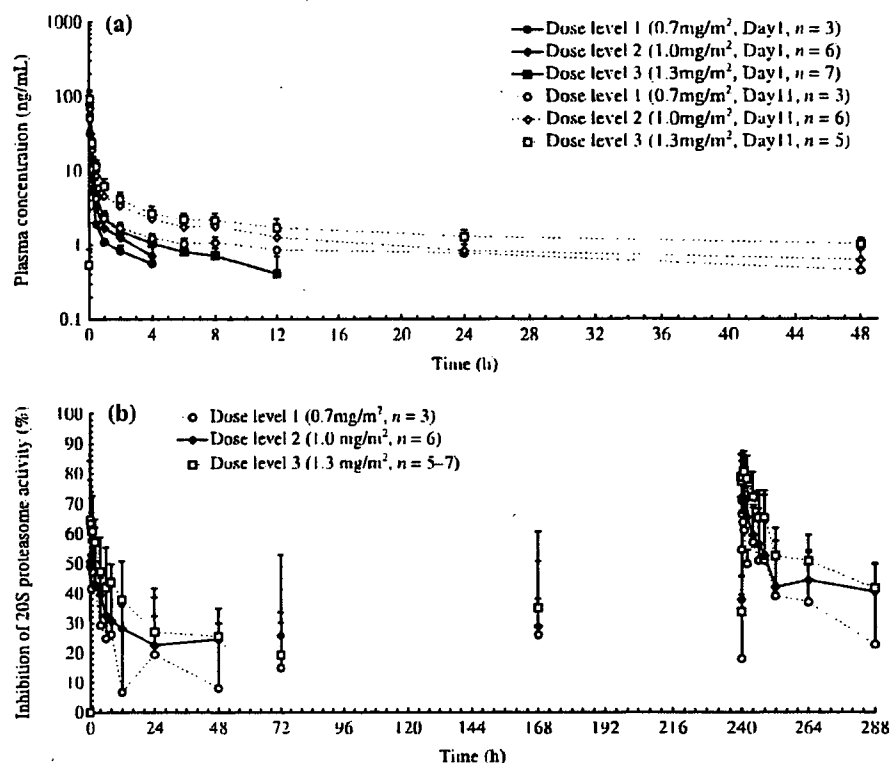 (a)
1000
100
10
1
0.1
Plasma concentration (ng/mL)
Dose level 1 (0.7mg/m², Day1, n = 3)
Dose level 2 (1.0mg/m², Day1, n = 6)
Dose level 3 (1.3mg/m², Day1, n = 7)
Dose level 1 (0.7mg/m², Day11, n = 3)
Dose level 2 (1.0mg/m², Day11, n = 6)
Dose level 3 (1.3mg/m², Day11, n = 5)
0 4 8 12 16 20 24 28 32 36 40 44 48
Time (h)
(b)
100
90
80
70
60
50
40
30
20
10
0
Inhibition of 20S proteasome activity (%)
Dose level 1 (0.7mg/m², n = 3)
Dose level 2 (1.0 mg/m², n = 6)
Dose level 3 (1.3 mg/m², n = 5–7)
0 24 48 72 96 120 144 168 192 216 240 264 288
Time (h)